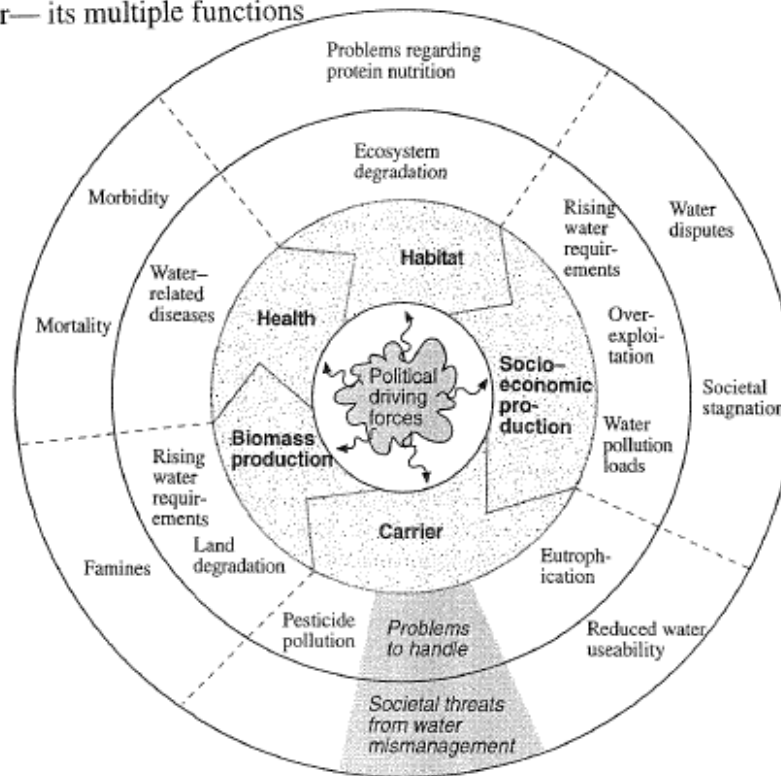 r— its multiple functions
Problems regarding
protein nutrition
Ecosystem
degradation
Morbidity
Mortality
Water–
related
diseases
Rising
water
requir-
ements
Water
disputes
Over-
exploi-
tation
Societal
stagnation
Water
pollution
loads
Habitat
Health
Political
driving
forces
Socio–
economic
pro-
duction
Biomass
production
Carrier
Rising
water
requir-
ements
Land
degradation
Famines
Pesticide
pollution
Eutroph-
ication
Reduced water
useability
Problems
to handle
Societal threats
from water
mismanagement